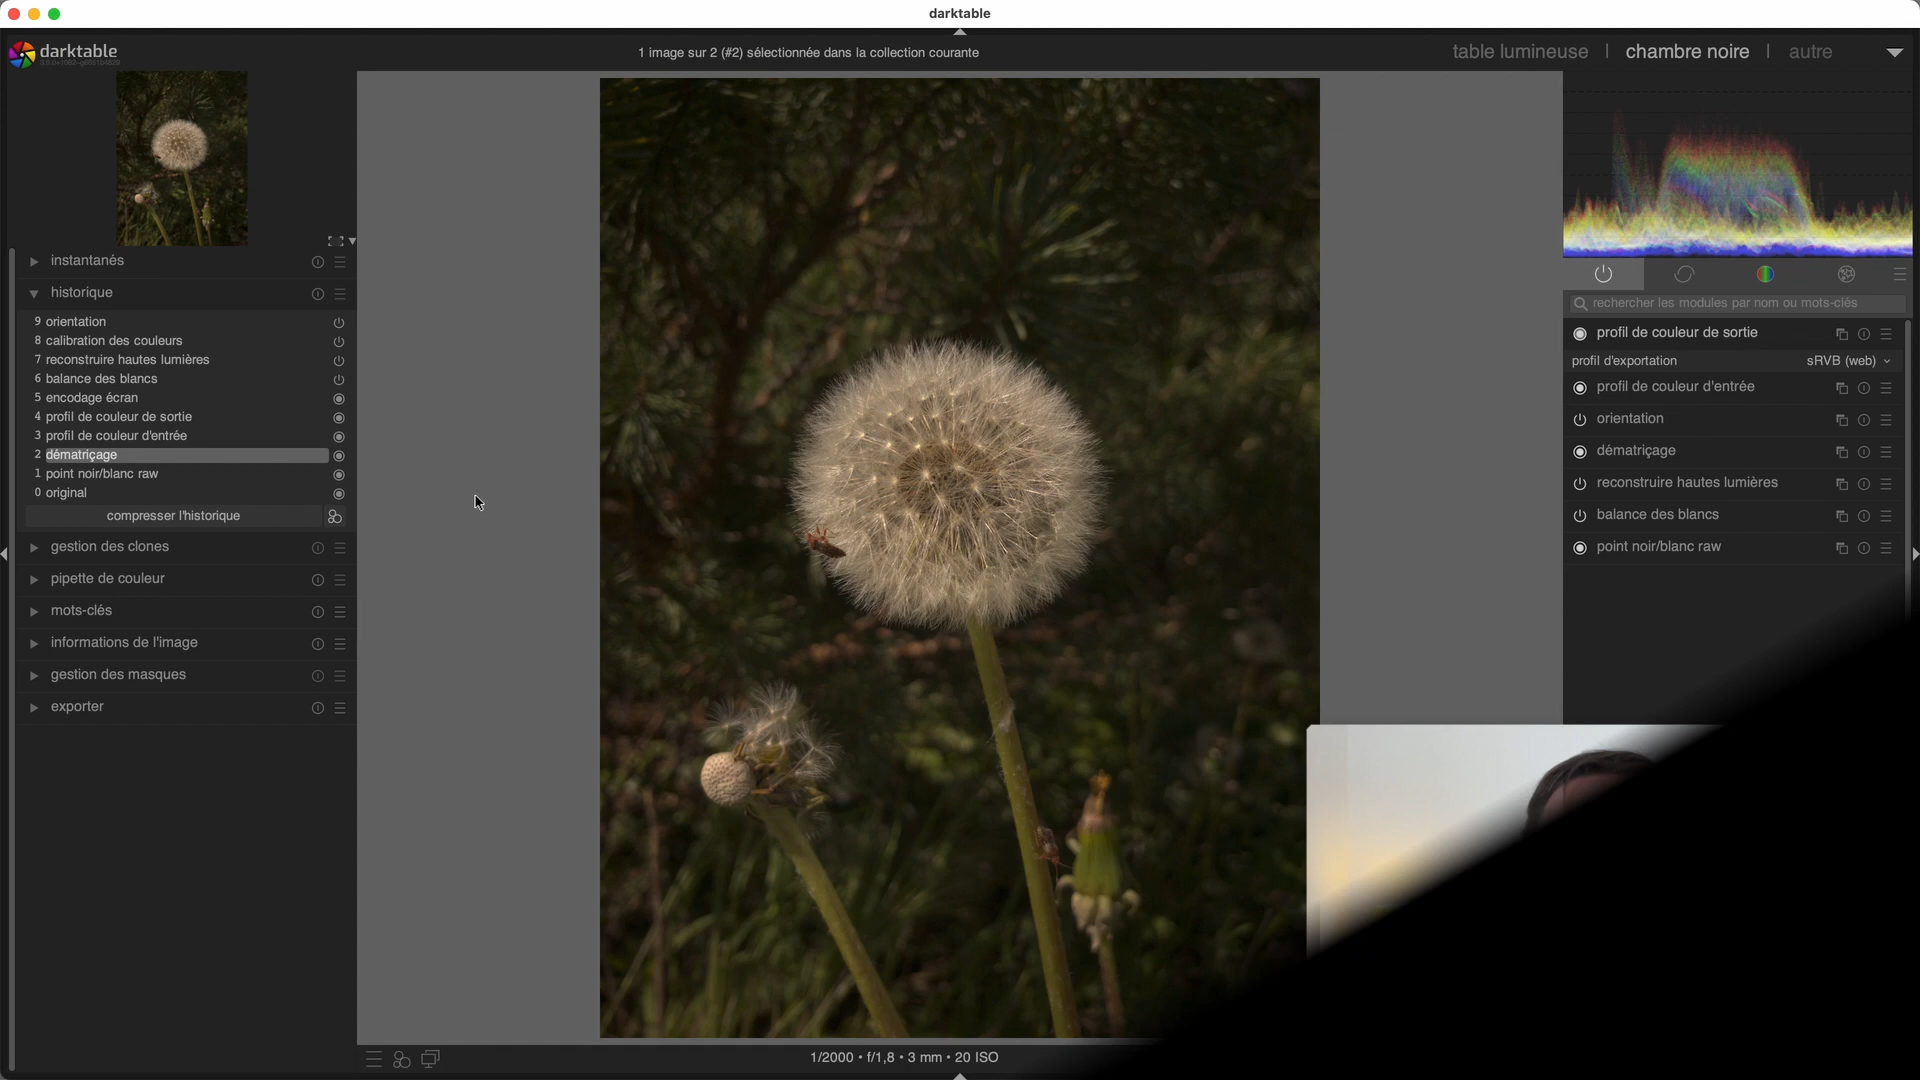 darktable
darktable
1 image sur 2 (#2) sélectionnée dans la collection courante
table lumineuse | chambre noire | autre
instantanés
historique
9 orientation
8 calibration des couleurs
7 reconstruire hautes lumières
6 balance des blancs
5 encodage écran
4 profil de couleur de sortie
3 profil de couleur d'entrée
2 dématriçage
1 point noir/blanc raw
0 original
compresser l'historique
gestion des clones
pipette de couleur
mots-clés
informations de l'image
gestion des masques
exporter
rechercher les modules par nom ou mots-clés
profil de couleur de sortie
profil d'exportation sRVB (web)
profil de couleur d'entrée
orientation
dématriçage
reconstruire hautes lumières
balance des blancs
point noir/blanc raw
1/2000 • f/1,8 • 3 mm • 20 ISO